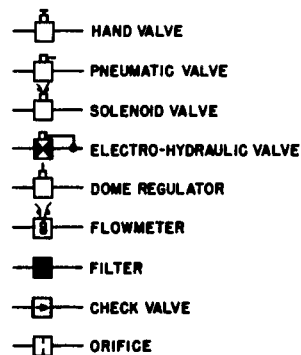 HAND VALVE
PNEUMATIC VALVE
SOLENOID VALVE
ELECTRO-HYDRAULIC VALVE
DOME REGULATOR
FLOWMETER
FILTER
CHECK VALVE
ORIFICE